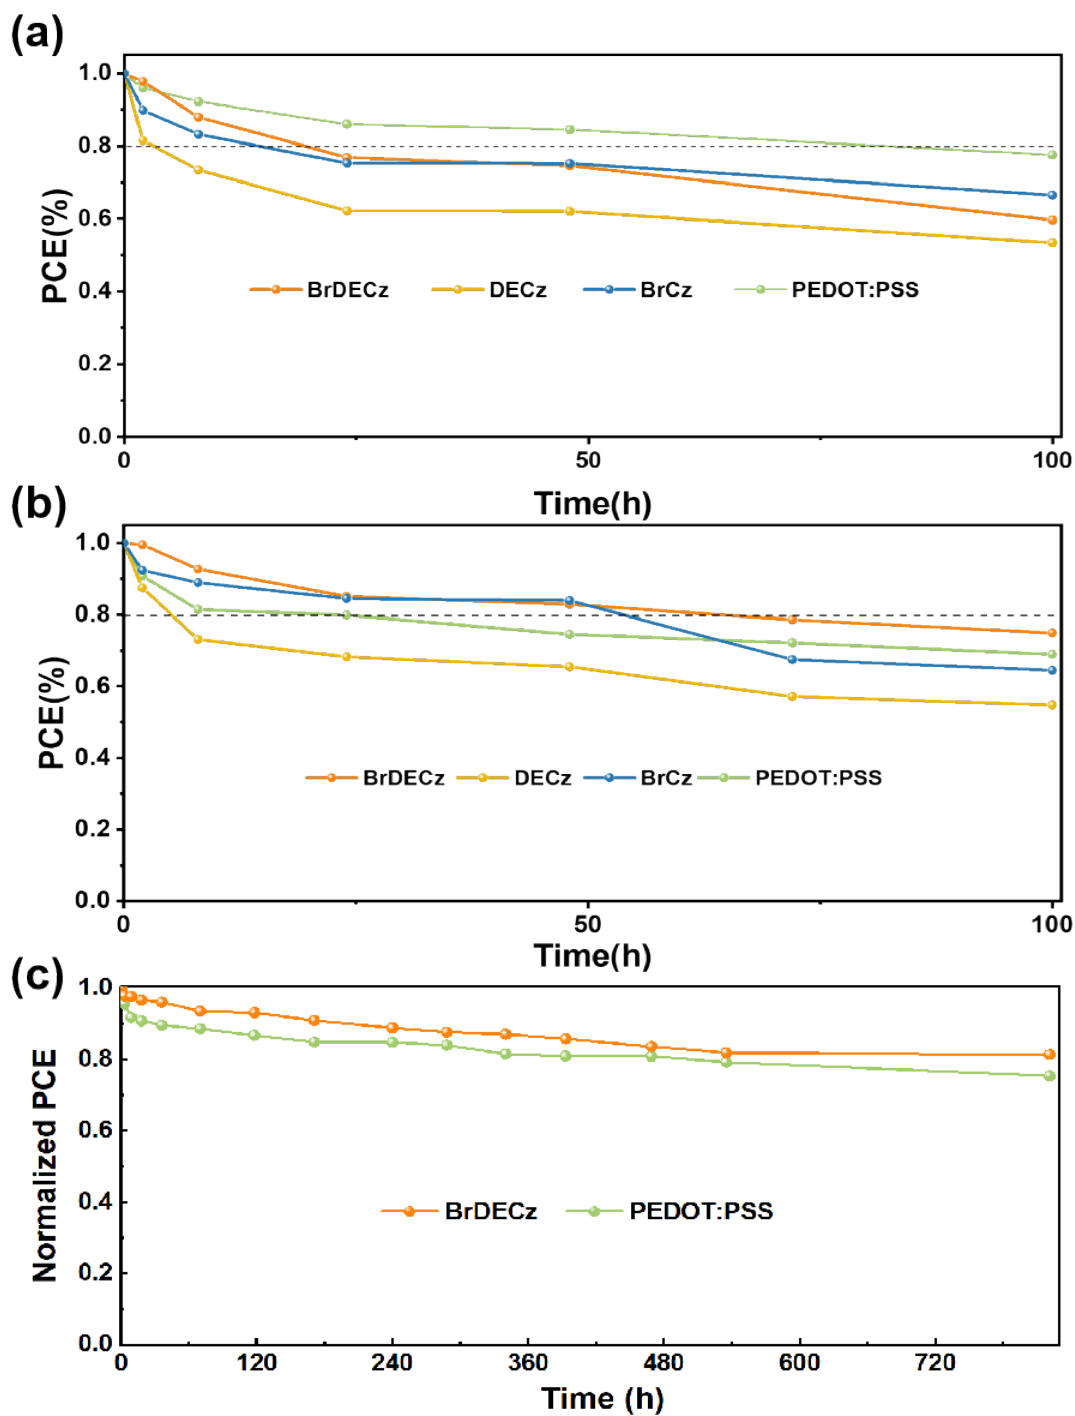 (a)
1.0
0.8
0.6
0.4
0.2
0.0
PCE(%)
BrDECz DECz BrCz PEDOT:PSS
0 50 100
Time(h)
(b)
1.0
0.8
0.6
0.4
0.2
0.0
PCE(%)
BrDECz DECz BrCz PEDOT:PSS
0 50 100
Time(h)
(c)
1.0
0.8
0.6
0.4
0.2
0.0
Normalized PCE
BrDECz PEDOT:PSS
0 120 240 360 480 600 720
Time (h)